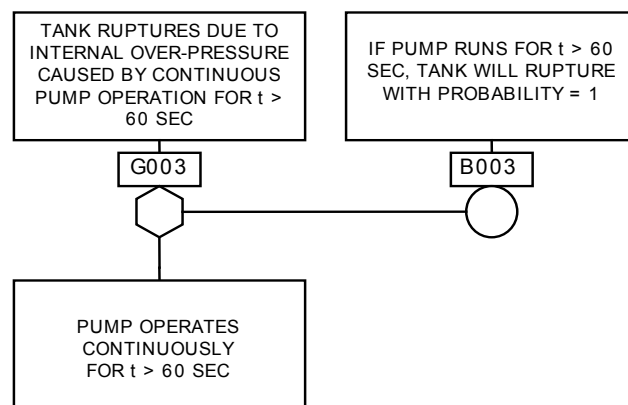 TANK RUPTURES DUE TO
INTERNAL OVER-PRESSURE
CAUSED BY CONTINUOUS
PUMP OPERATION FOR t >
60 SEC
IF PUMP RUNS FOR t > 60
SEC, TANK WILL RUPTURE
WITH PROBABILITY = 1
G003
B003
PUMP OPERATES
CONTINUOUSLY
FOR t > 60 SEC